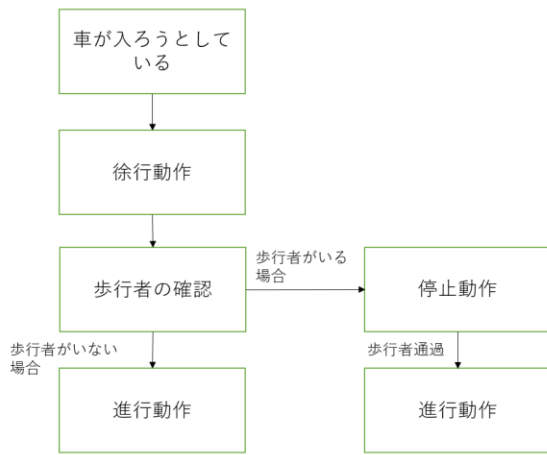 車が入ろうとして
いる
徐行動作
歩行者の確認
歩行者がいる
場合
停止動作
歩行者がいない
場合
歩行者通過
進行動作
進行動作